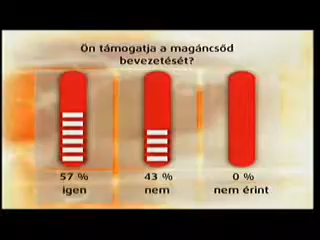 Ön támogatja a magáncsőd
bevezetését?
57 % 43 % 0 %
igen nem nem érint